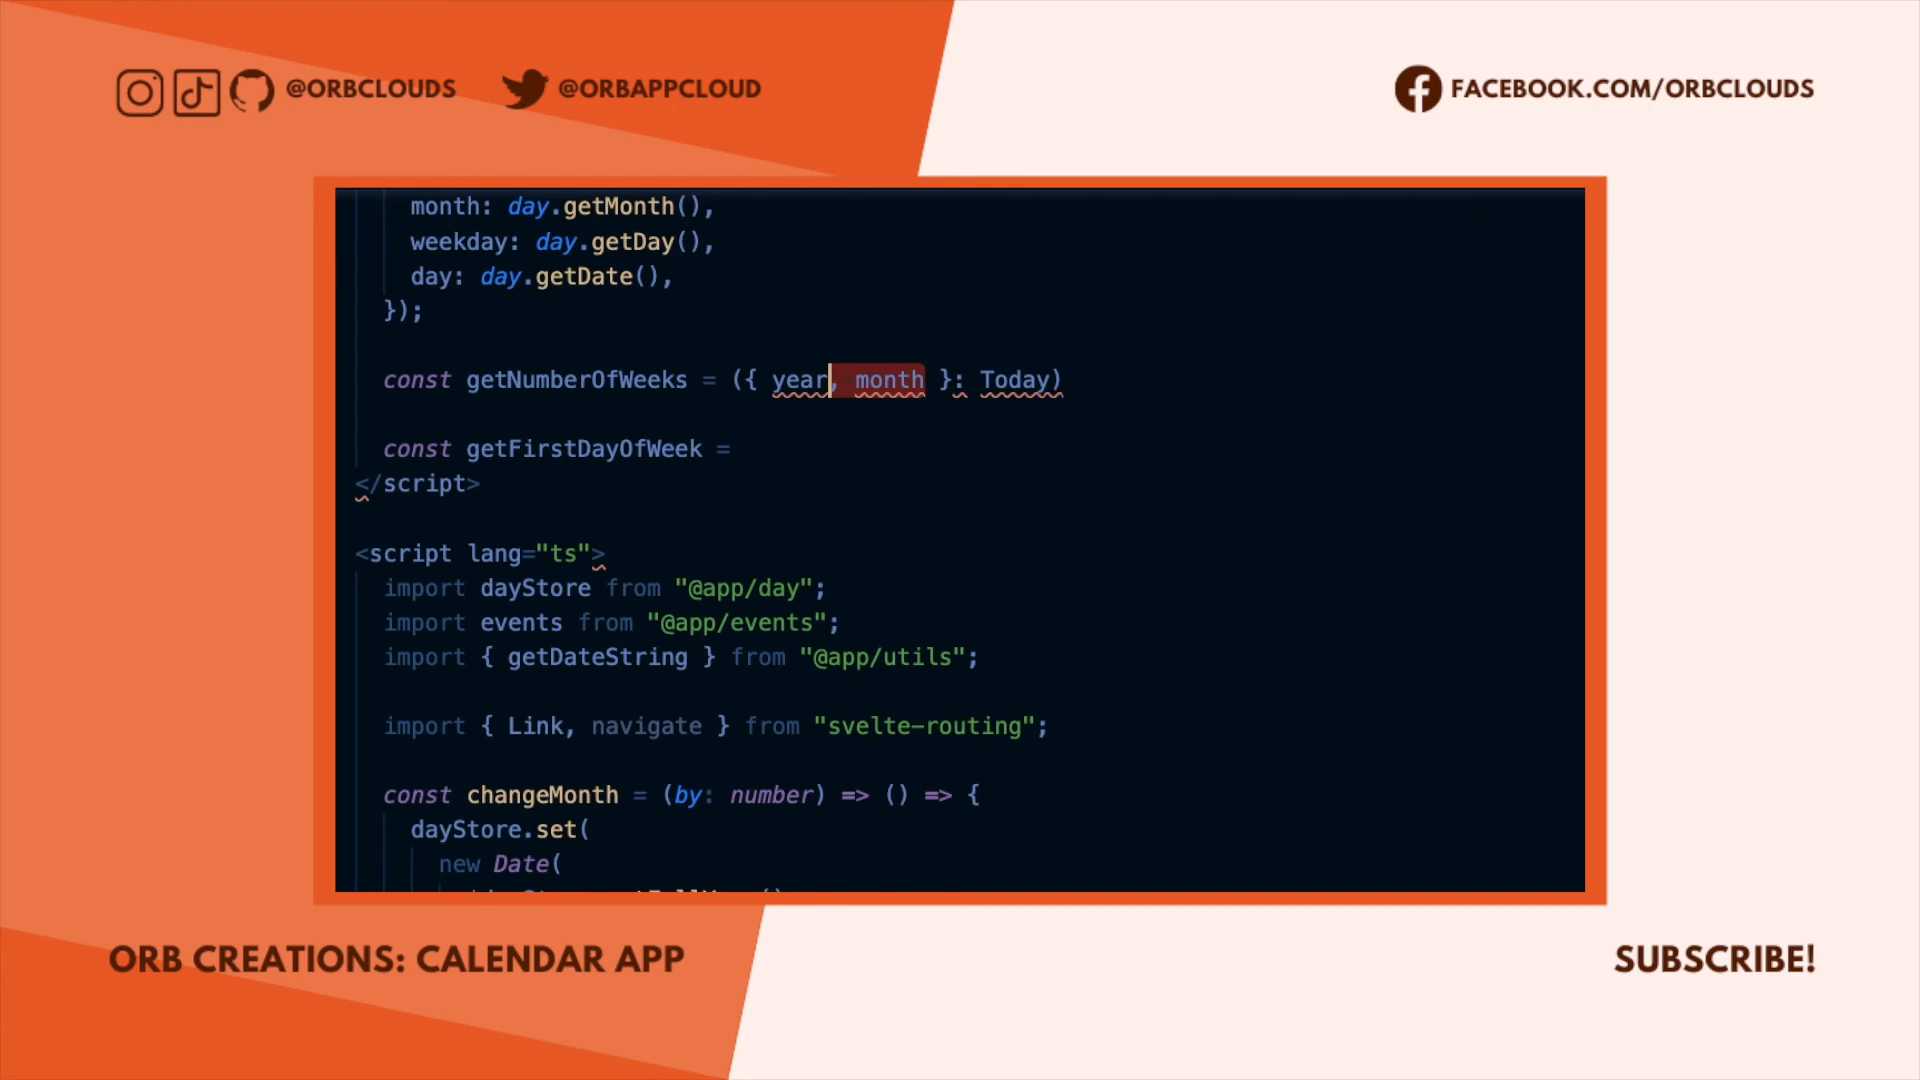 @ORBCLOUDS @ORBAPPCLOUD FACEBOOK.COM/ORBCLOUDS
month: day.getMonth(),
weekday: day.getDay(),
day: day.getDate(),
});
const getNumberOfWeeks = ({ year, month }: Today)
const getFirstDayOfWeek =
</script>
<script lang="ts">
import dayStore from "@app/day";
import events from "@app/events";
import { getDateString } from "@app/utils";
import { Link, navigate } from "svelte-routing";
const changeMonth = (by: number) => () => {
dayStore.set(
new Date(
ORB CREATIONS: CALENDAR APP SUBSCRIBE!